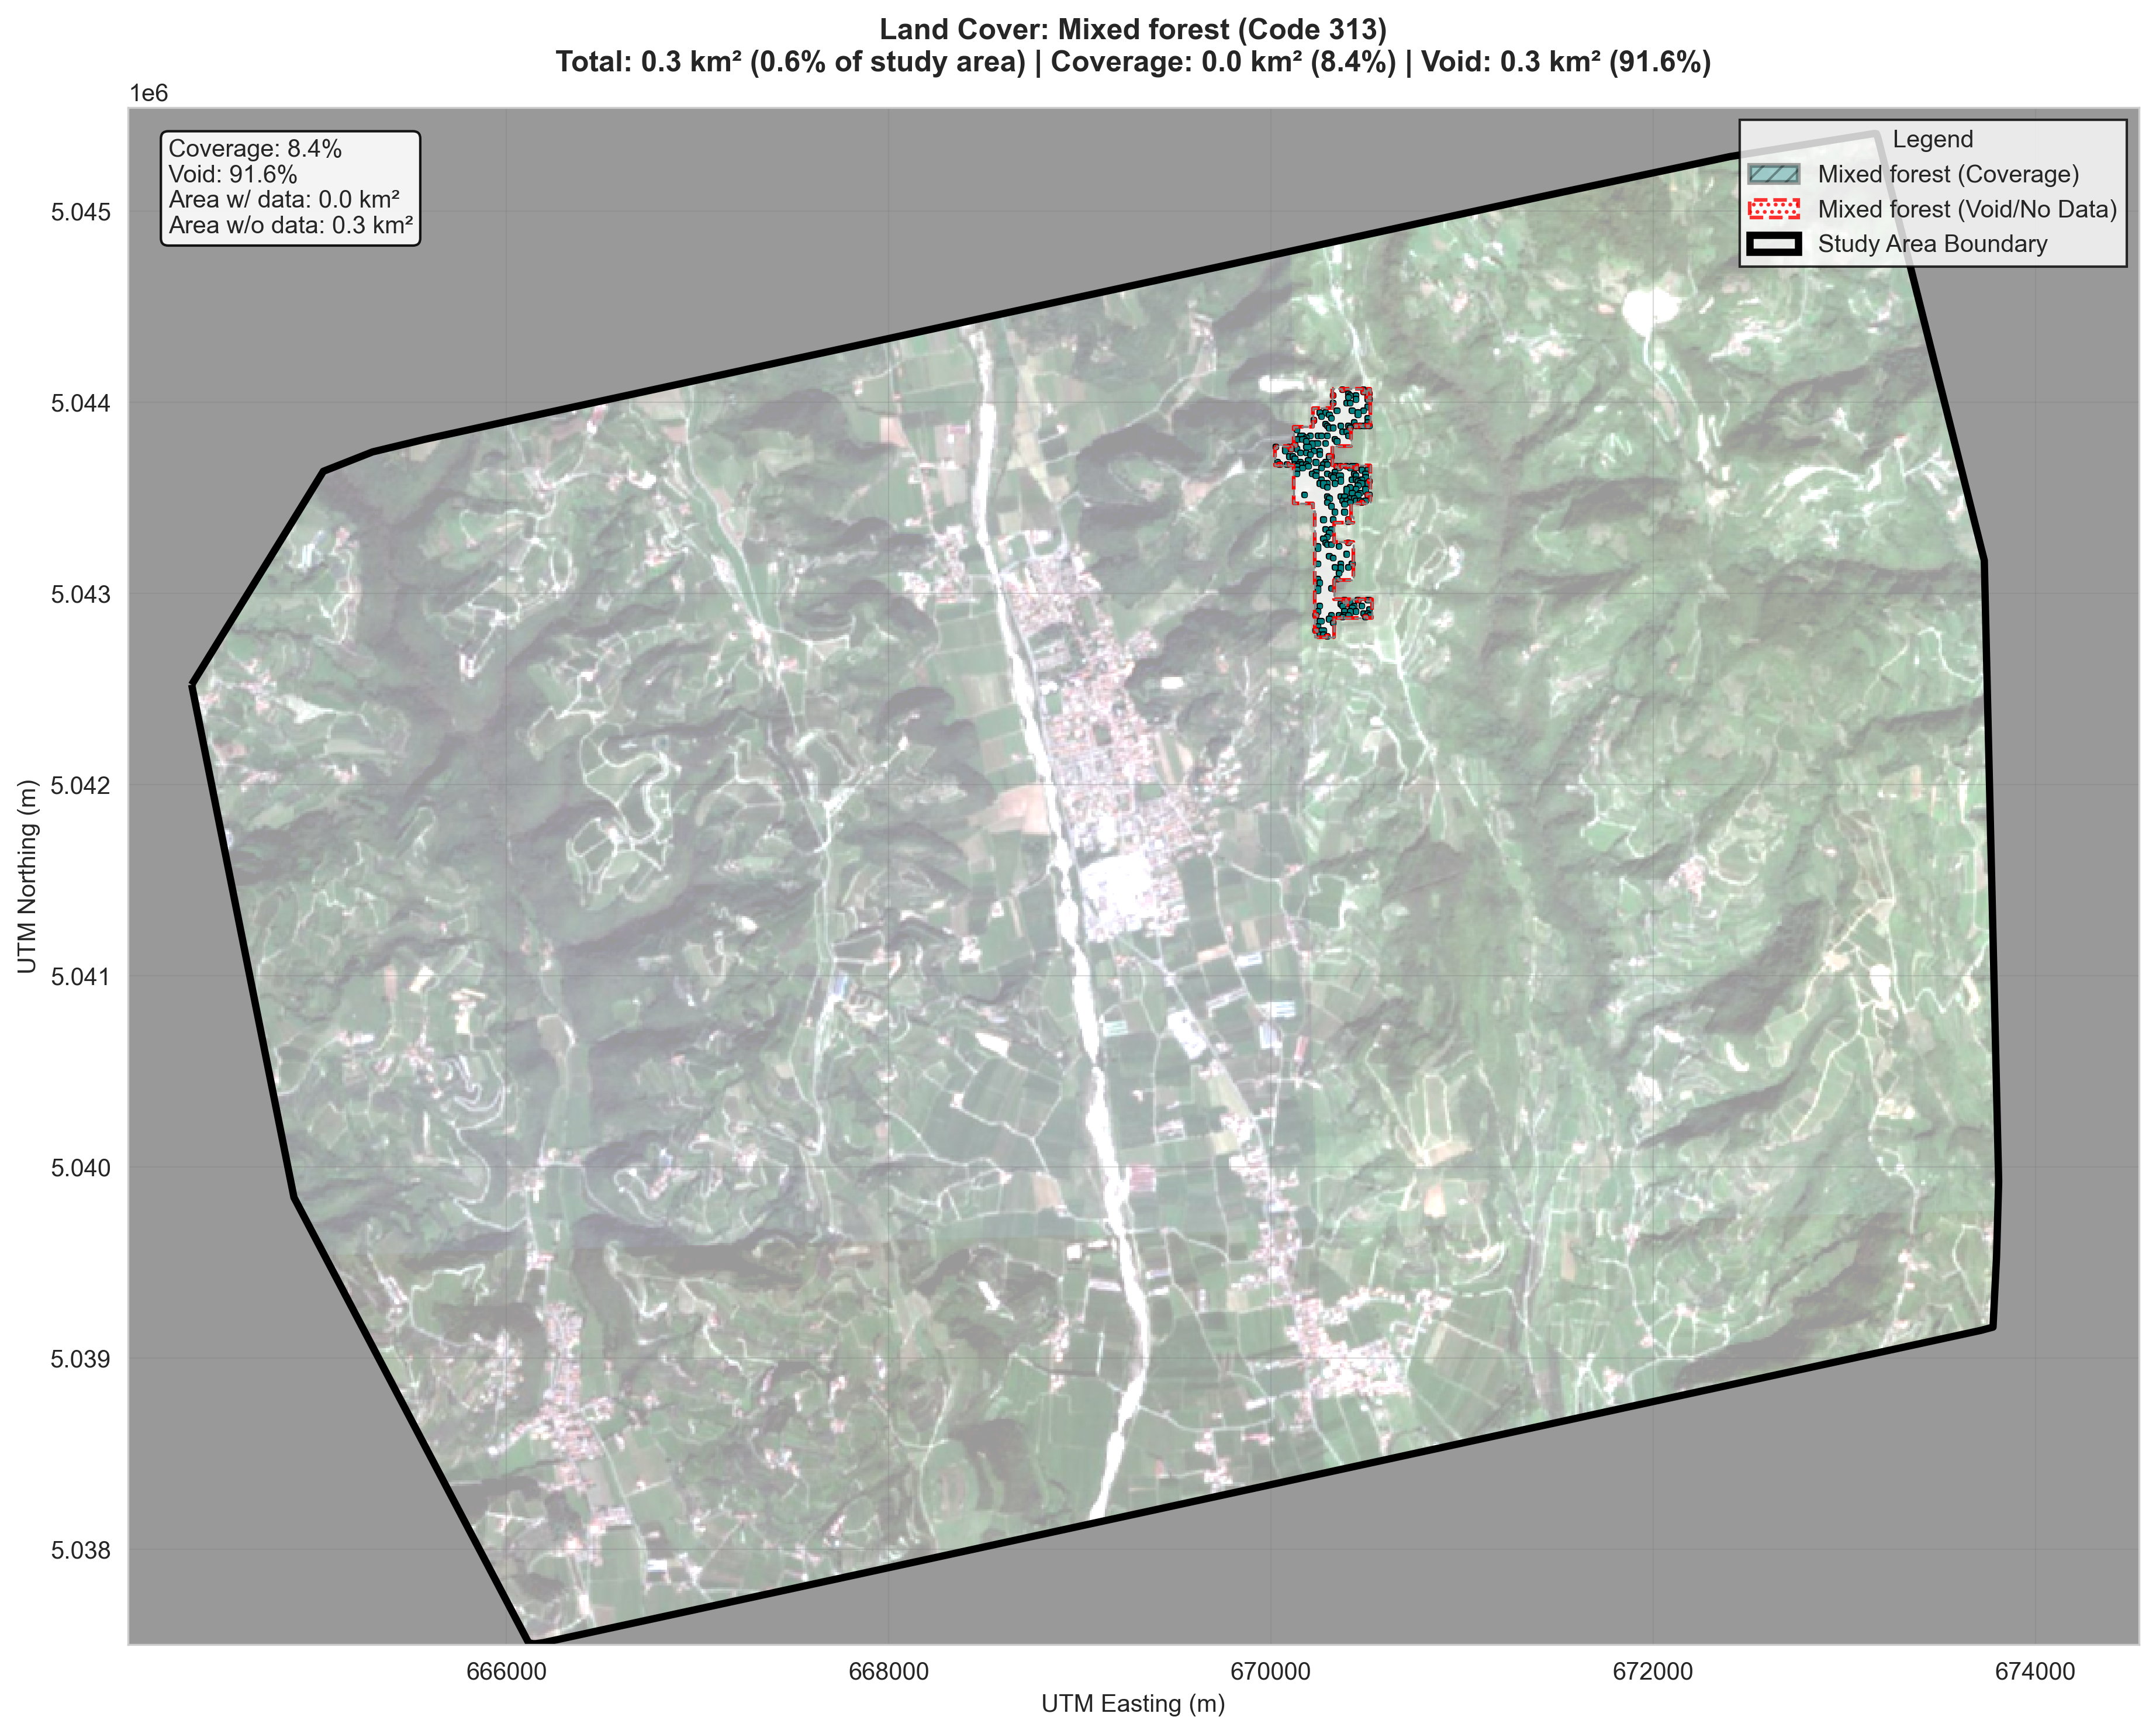 Land Cover: Mixed forest (Code 313)
Total: 0.3 km² (0.6% of study area) | Coverage: 0.0 km² (8.4%) | Void: 0.3 km² (91.6%)
1e6
Coverage: 8.4%
Void: 91.6%
Area w/ data: 0.0 km²
Area w/o data: 0.3 km²
Legend
Mixed forest (Coverage)
Mixed forest (Void/No Data)
Study Area Boundary
5.045
5.044
5.043
5.042
5.041
5.040
5.039
5.038
UTM Northing (m)
666000
668000
670000
672000
674000
UTM Easting (m)